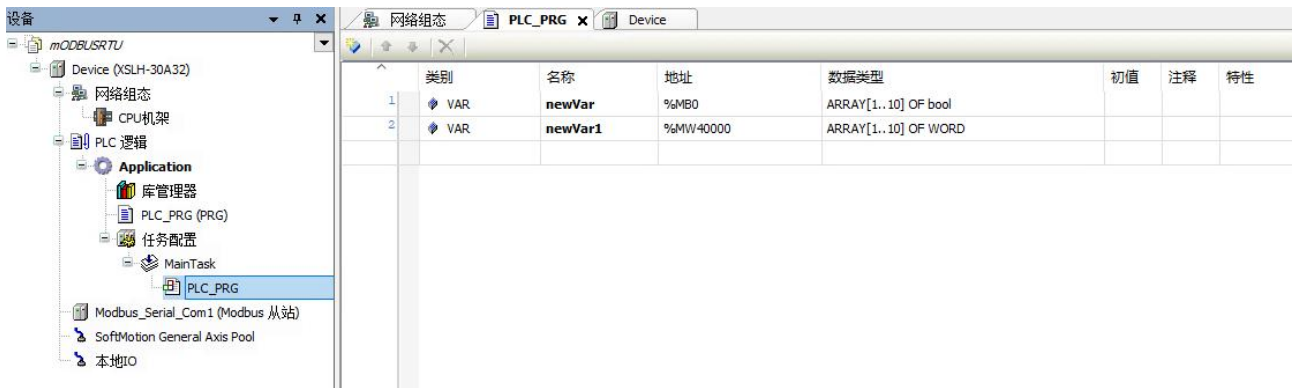 设备
mODBUSRTU
Device (XSLH-30A32)
网络组态
CPU机架
PLC 逻辑
Application
库管理器
PLC_PRG (PRG)
任务配置
MainTask
PLC_PRG
Modbus_Serial_Com1 (Modbus 从站)
SoftMotion General Axis Pool
本地IO
网络组态 PLC_PRG Device
类别 名称 地址 数据类型 初值 注释 特性
1 VAR newVar %MB0 ARRAY[1..10] OF bool
2 VAR newVar1 %MW40000 ARRAY[1..10] OF WORD